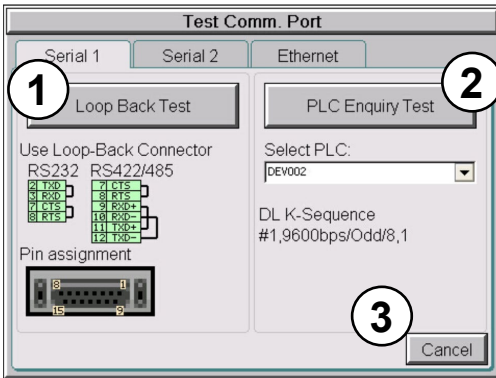 Test Comm. Port
Serial 1 Serial 2 Ethernet
1 2
Loop Back Test PLC Enquiry Test
Use Loop-Back Connector
RS232 RS422/485
2 TXD
3 RXD
7 CTS
8 RTS
7 CTS
8 RTS
9 RXD+
10 RXD-
11 TXD+
12 TXD-
Pin assignment
8 1
15 9
Select PLC:
DEV002
DL K-Sequence
#1,9600bps/Odd/8,1
3
Cancel